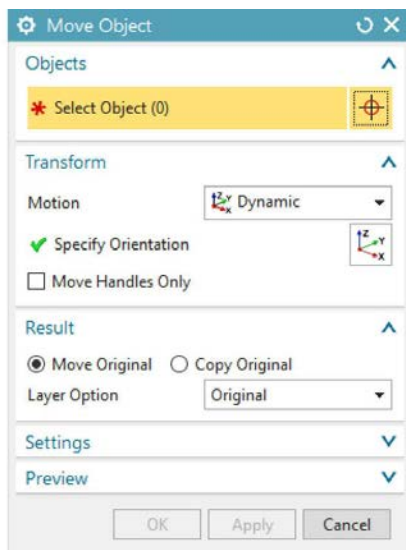 Move Object
Objects
* Select Object (0)
Transform
Motion Dynamic
Specify Orientation
Move Handles Only
Result
Move Original Copy Original
Layer Option Original
Settings
Preview
OK Apply Cancel